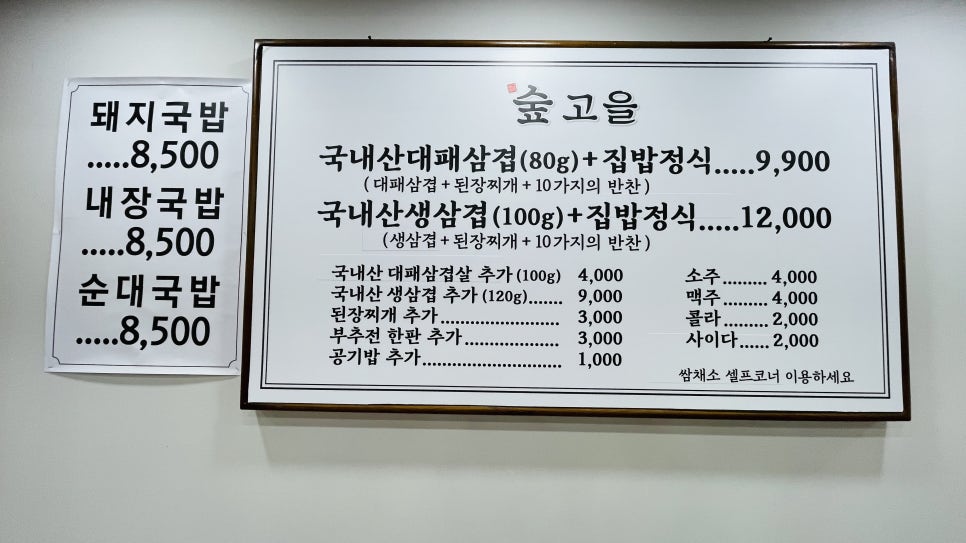 돼지국밥
.....8,500
내장국밥
.....8,500
순대국밥
.....8,500
숲고을
국내산대패삼겹(80g)+집밥정식.....9,900
(대패삼겹+된장찌개+10가지의 반찬)
국내산생삼겹(100g)+집밥정식.....12,000
(생삼겹+된장찌개+10가지의 반찬)
국내산 대패삼겹살 추가(100g) 4,000
국내산 생삼겹 추가(120g)....... 9,000
된장찌개 추가........................ 3,000
부추전 한판 추가................... 3,000
공기밥 추가............................ 1,000
소주......... 4,000
맥주......... 4,000
콜라......... 2,000
사이다...... 2,000
쌈채소 셀프코너 이용하세요